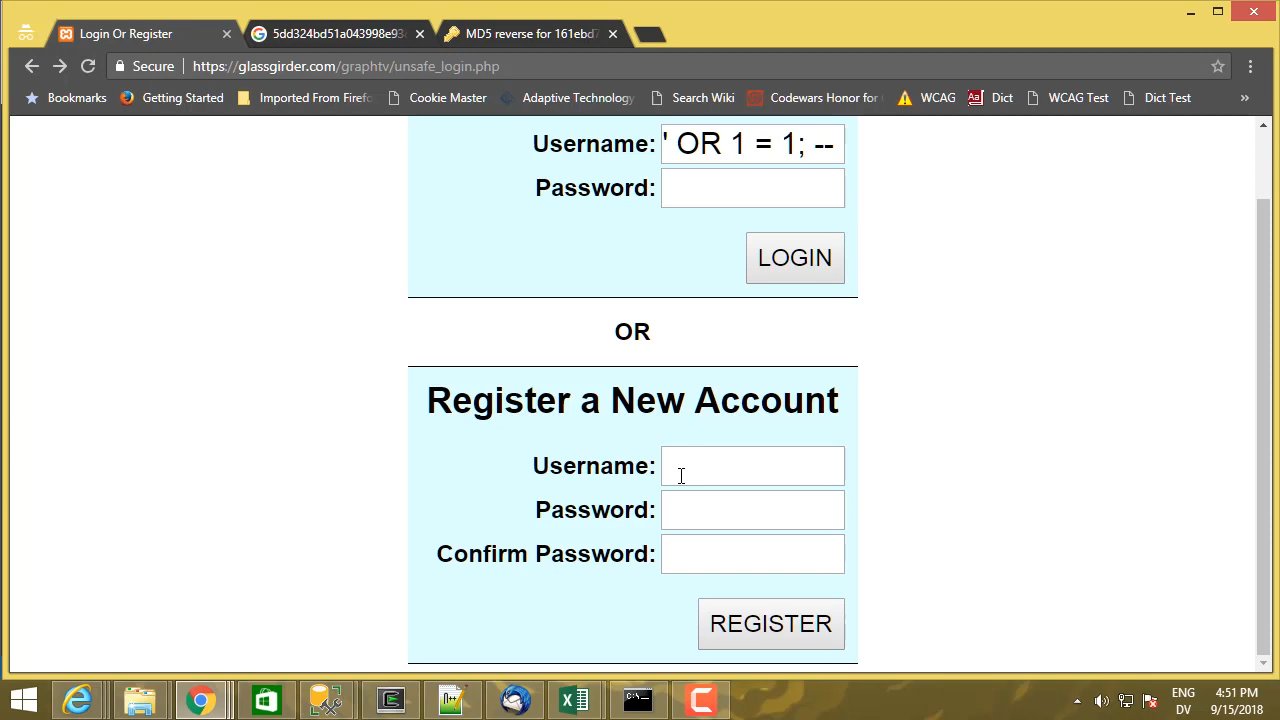 Login Or Register
5dd324bd51a043998e93
MD5 reverse for 161ebd7
Secure https://glassgirder.com/graphtv/unsafe_login.php
Bookmarks Getting Started Imported From Firef Cookie Master Adaptive Technology Search Wiki Codewars Honor for WCAG Aa Dict WCAG Test Dict Test »
Username: ' OR 1 = 1; --
Password:
LOGIN
OR
Register a New Account
Username:
Password:
Confirm Password:
REGISTER
ENG 4:51 PM
DV 9/15/2018